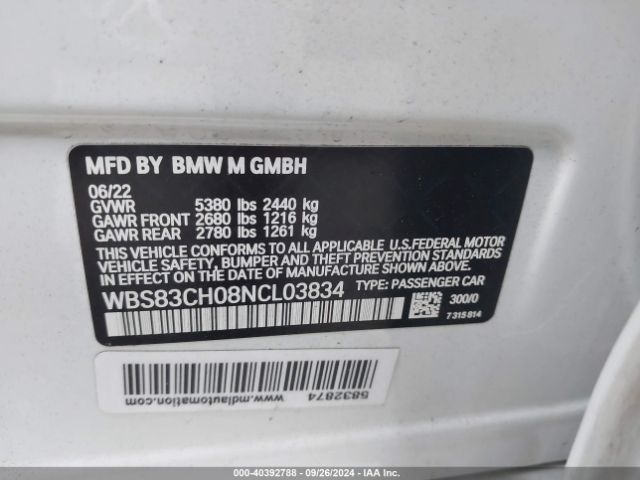 MFD BY BMW M GMBH
06/22
GVWR 5380 lbs 2440 kg
GAWR FRONT 2680 lbs 1216 kg
GAWR REAR 2780 lbs 1261 kg
THIS VEHICLE CONFORMS TO ALL APPLICABLE U.S.FEDERAL MOTOR
VEHICLE SAFETY, BUMPER, AND THEFT PREVENTION STANDARDS
IN EFFECT ON THE DATE OF MANUFACTURE SHOWN ABOVE.
WBS83CH08NCL03834 TYPE: PASSENGER CAR
300/0
7315814
5832874
www.mdlautomation.com
000-40392788 - 09/26/2024 - IAA Inc.